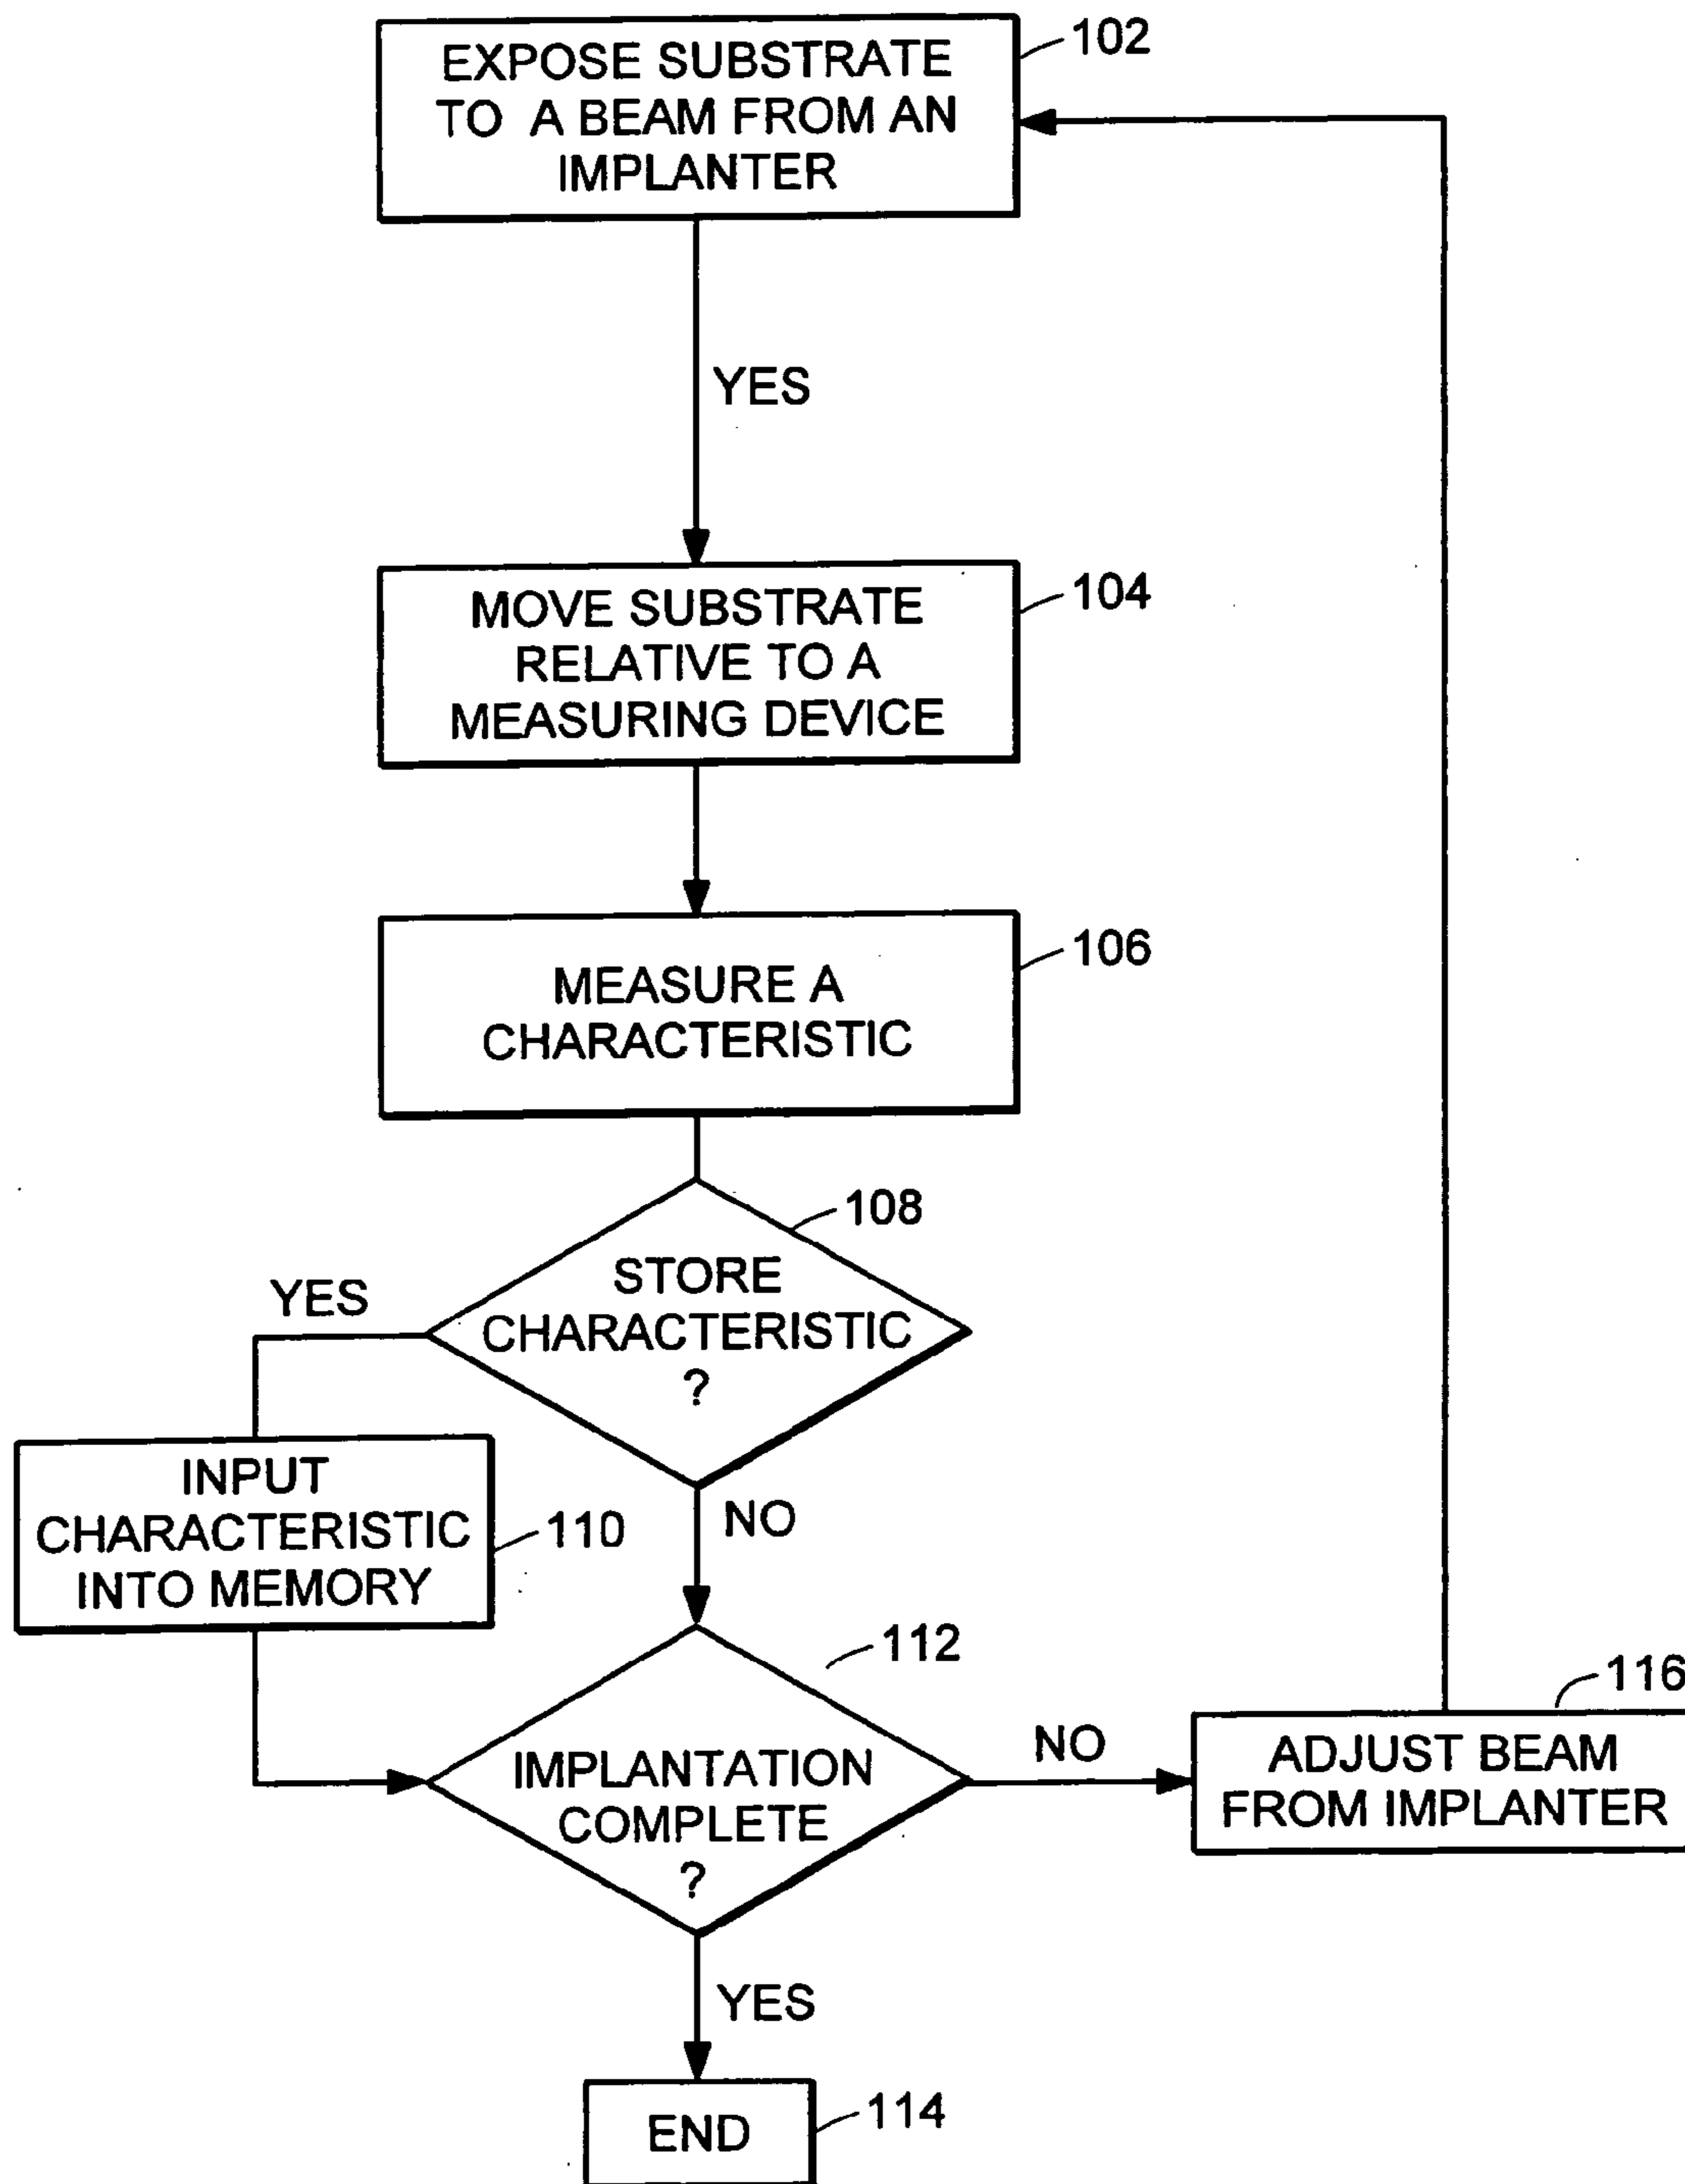 EXPOSE SUBSTRATE
TO A BEAM FROM AN
IMPLANTER
102
YES
MOVE SUBSTRATE
RELATIVE TO A
MEASURING DEVICE
104
MEASURE A
CHARACTERISTIC
106
STORE
CHARACTERISTIC
?
108
YES
INPUT
CHARACTERISTIC
INTO MEMORY
110
NO
IMPLANTATION
COMPLETE
?
112
NO
ADJUST BEAM
FROM IMPLANTER
116
YES
END
114